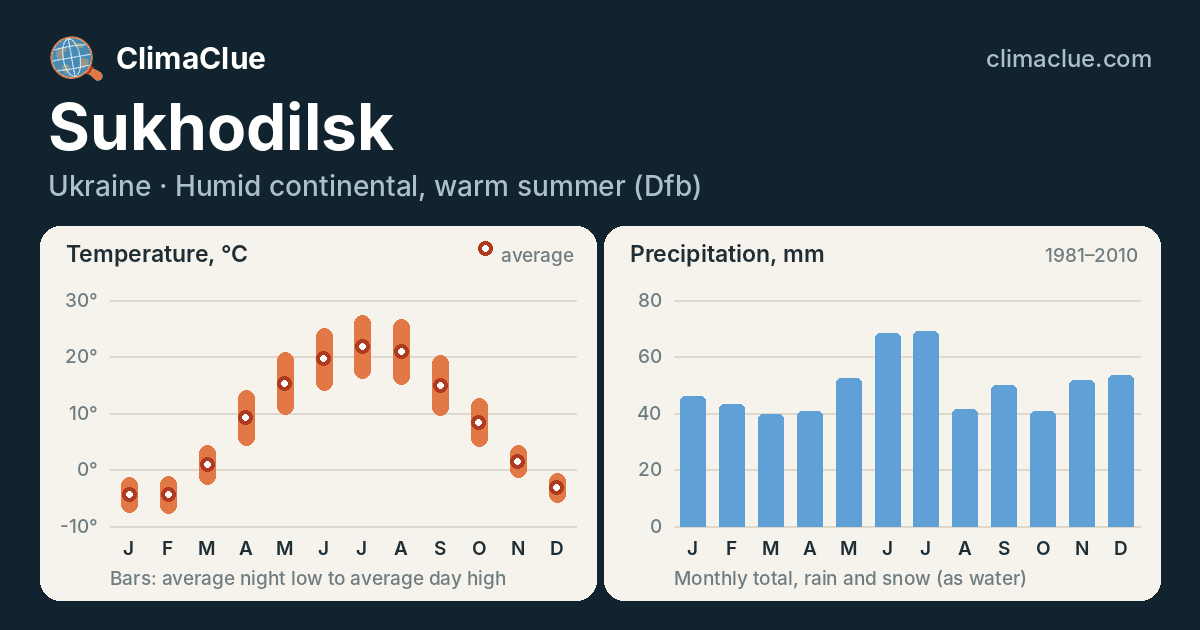 ClimaClue
climaclue.com
Sukhodilsk
Ukraine · Humid continental, warm summer (Dfb)
Temperature, °C
average
30°
20°
10°
0°
-10°
J F M A M J J A S O N D
Bars: average night low to average day high
Precipitation, mm
1981–2010
80
60
40
20
0
J F M A M J J A S O N D
Monthly total, rain and snow (as water)